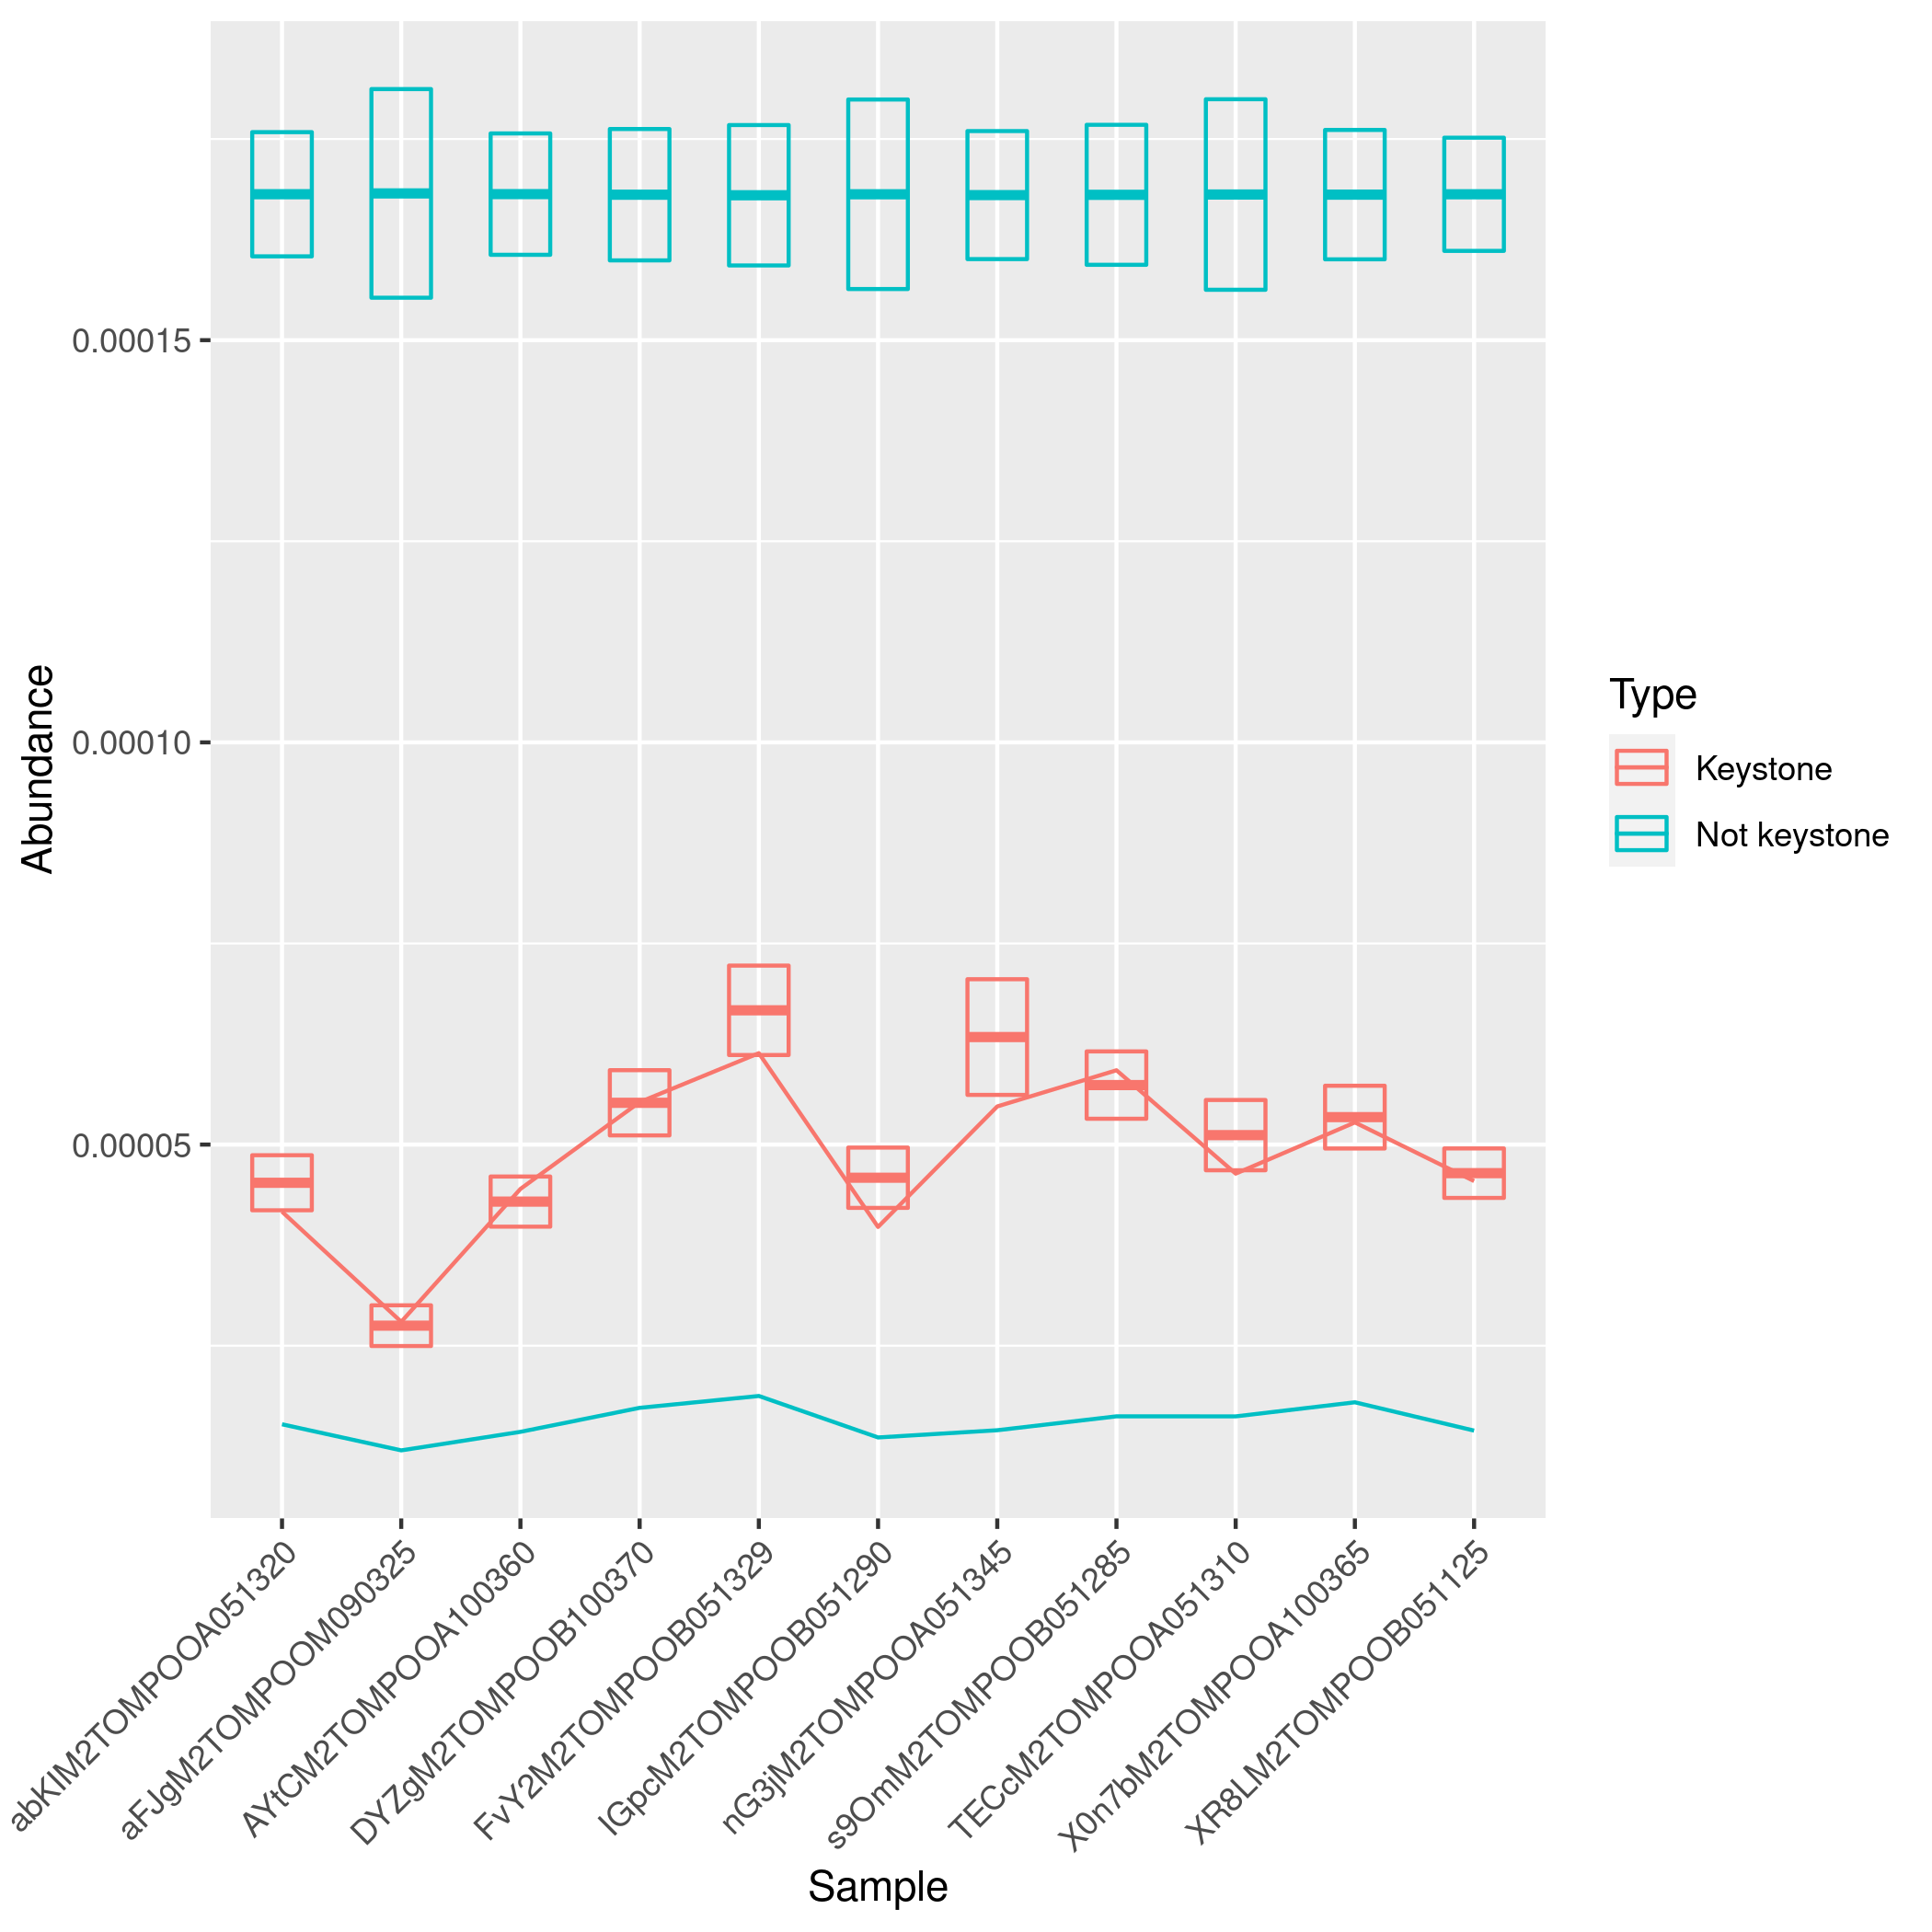 0.00015
0.00010
0.00005
Abundance
abKIM2TOMPOOA051320
aFJgM2TOMPOOM090325
AYtCM2TOMPOOA100360
DYZgM2TOMPOOB100370
FvY2M2TOMPOOB051329
IGpcM2TOMPOOB051290
nG3jM2TOMPOOA051345
s9OmM2TOMPOOB051285
TECcM2TOMPOOA051310
X0n7bM2TOMPOOA100365
XR8LM2TOMPOOB051125
Sample
Type
Keystone
Not keystone